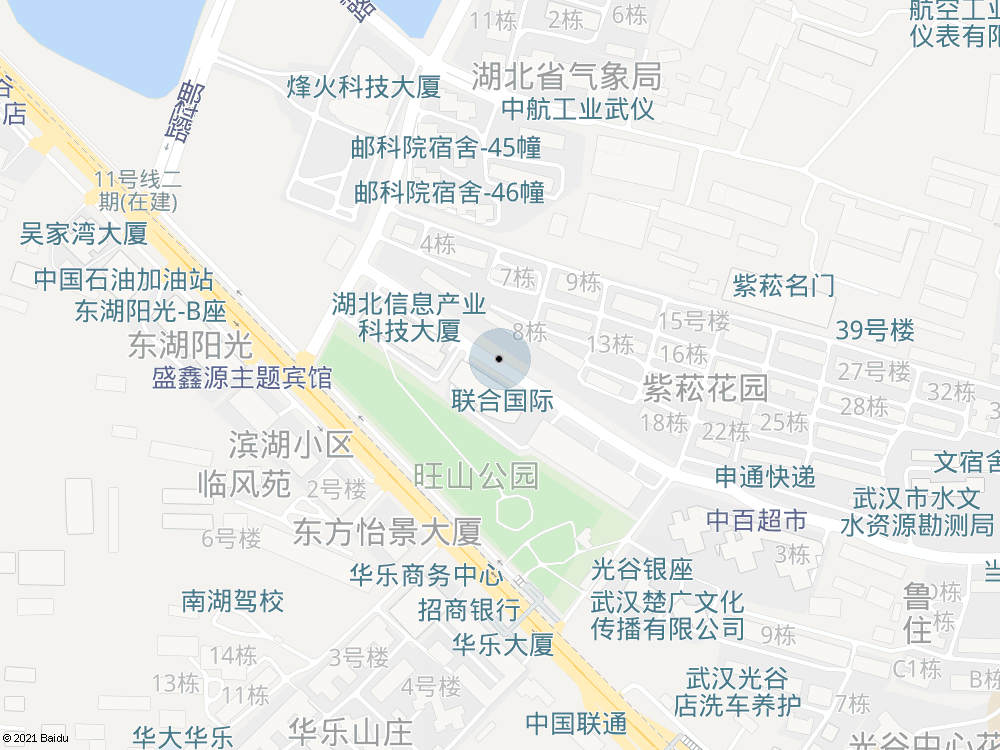 11栋
2栋
6栋
航空工业
仪表有限
路
湖北省气象局
烽火科技大厦
中航工业武仪
谷
店
邮科院路
邮科院宿舍-45幢
11号线二
期(在建)
邮科院宿舍-46幢
吴家湾大厦
4栋
中国石油加油站
7栋
9栋
紫菘名门
东湖阳光-B座
湖北信息产业
科技大厦
8栋
15号楼
39号楼
东湖阳光
13栋
16栋
盛鑫源主题宾馆
27号楼
紫菘花园
32栋
联合国际
28栋
18栋
22栋
25栋
滨湖小区
文宿舍
临风苑
2号楼
旺山公园
申通快递
武汉市水文
水资源勘测局
中百超市
6号楼
东方怡景大厦
3栋
华乐商务中心
光谷银座
当
南湖驾校
招商银行
武汉楚广文化
传播有限公司
0栋
鲁
住
华乐大厦
9栋
14栋
3号楼
C1栋
13栋
11栋
4号楼
武汉光谷
店洗车养护
B栋
7栋
华大华乐
华乐山庄
中国联通
光谷中心花
© 2021 Baidu